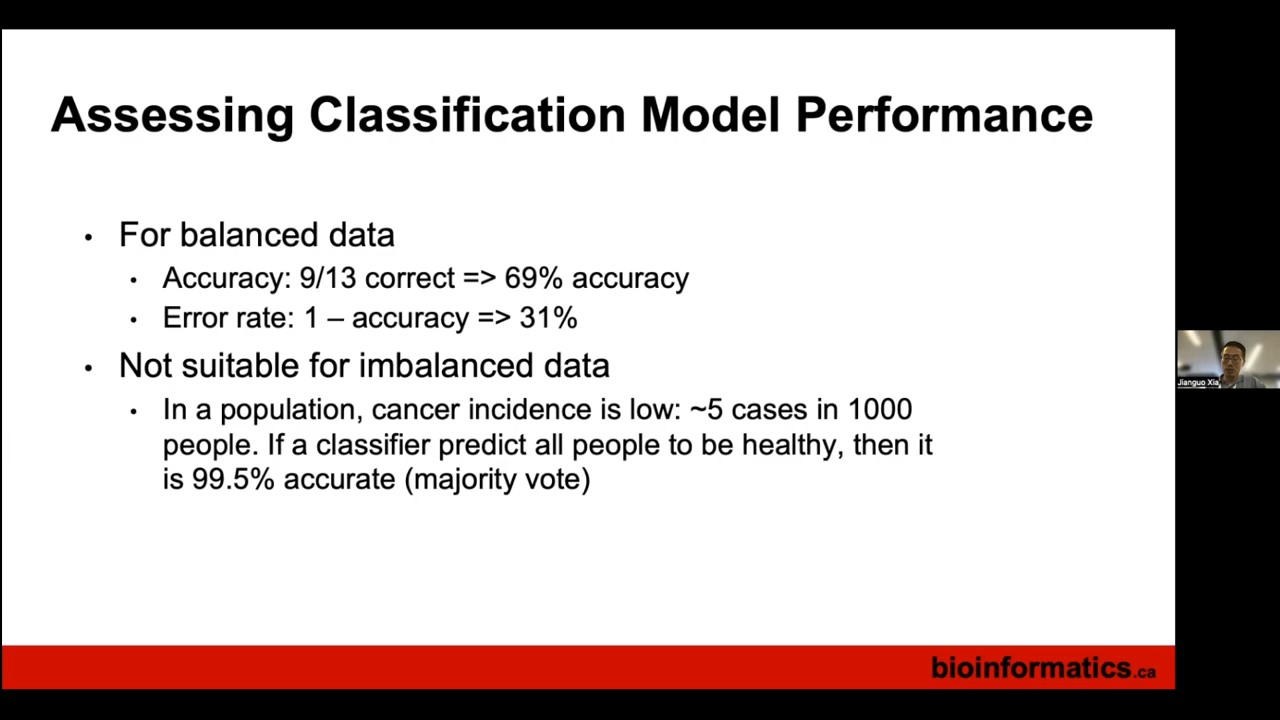 Assessing Classification Model Performance
• For balanced data
• Accuracy: 9/13 correct => 69% accuracy
• Error rate: 1 – accuracy => 31%
• Not suitable for imbalanced data
• In a population, cancer incidence is low: ~5 cases in 1000
people. If a classifier predict all people to be healthy, then it
is 99.5% accurate (majority vote)
Jianguo Xia
bioinformatics.ca